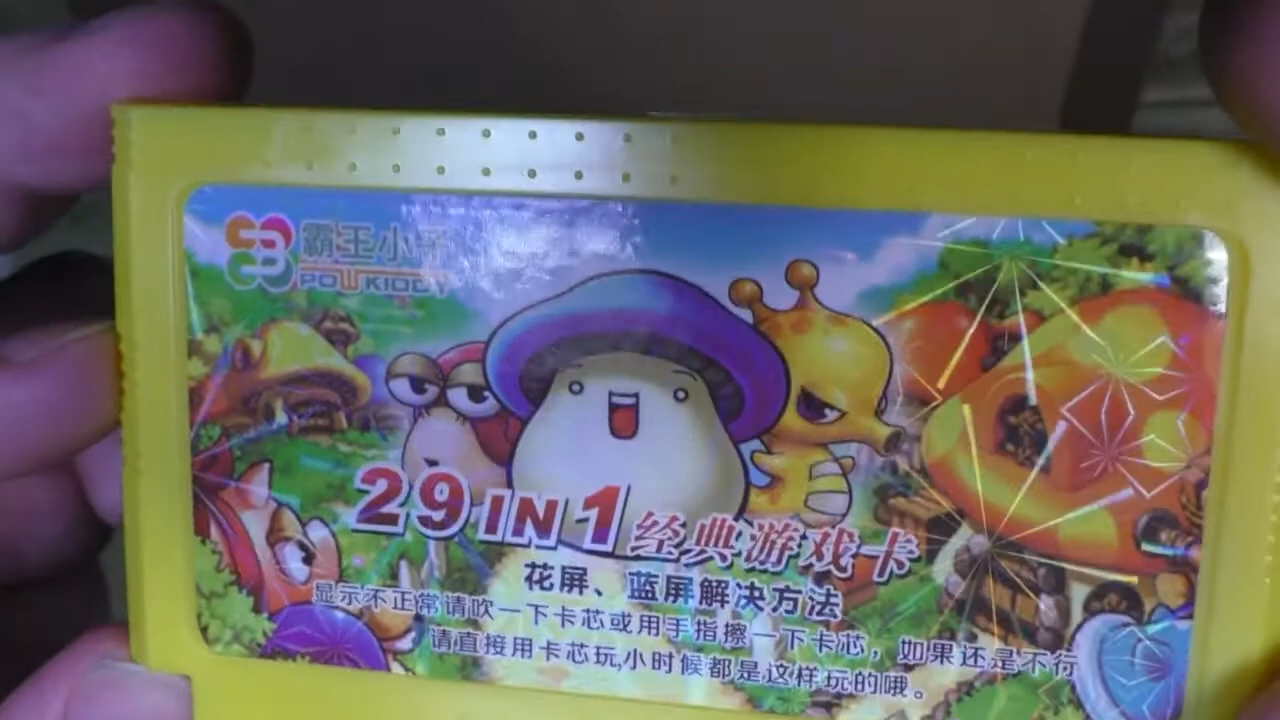 霸王小子
POWKIDDY
29 IN 1 经典游戏卡
花屏、蓝屏解决方法
显示不正常请吹一下卡芯或用手指擦一下卡芯，如果还是不行
请直接用卡芯玩,小时候都是这样玩的哦。